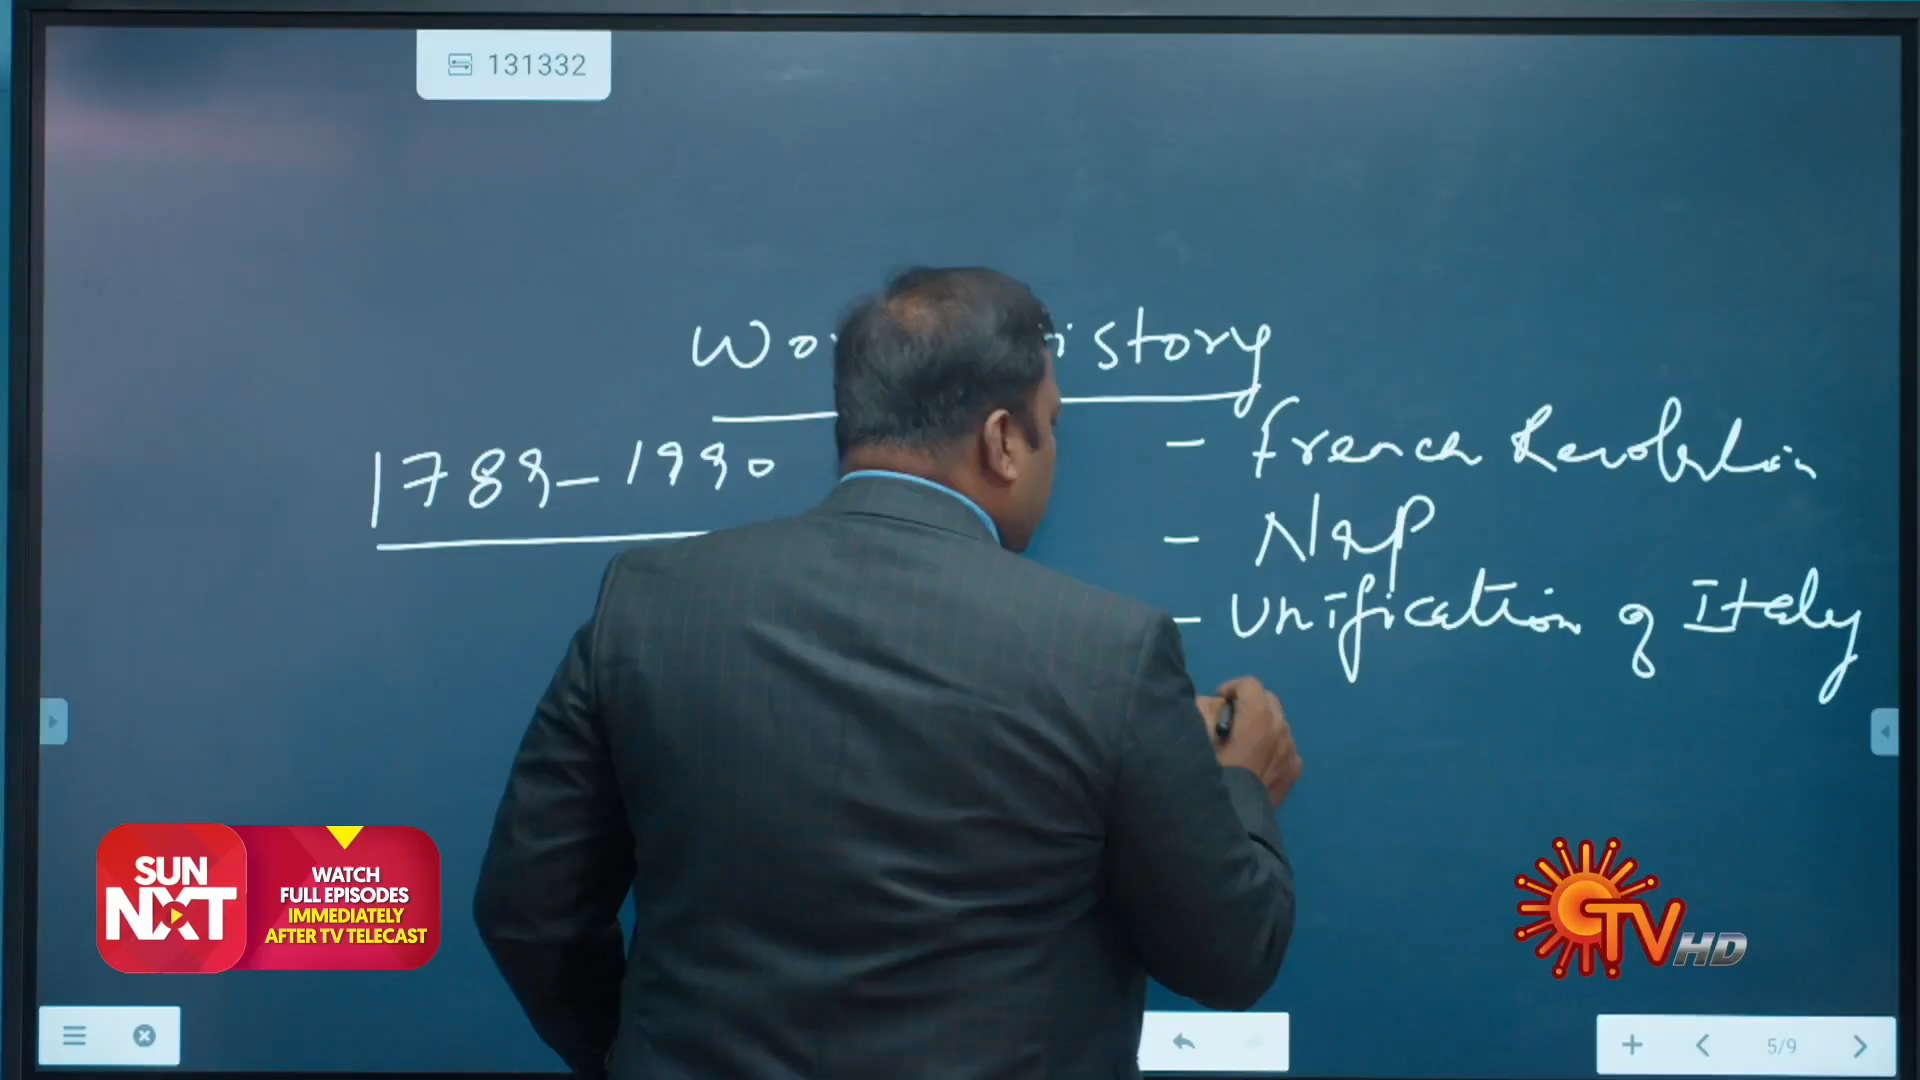 131332
Wo istory
1789-1990
- French Revolution
- Nap
- Unification of Italy
SUN
NXT
WATCH
FULL EPISODES
IMMEDIATELY
AFTER TV TELECAST
TV HD
5/9